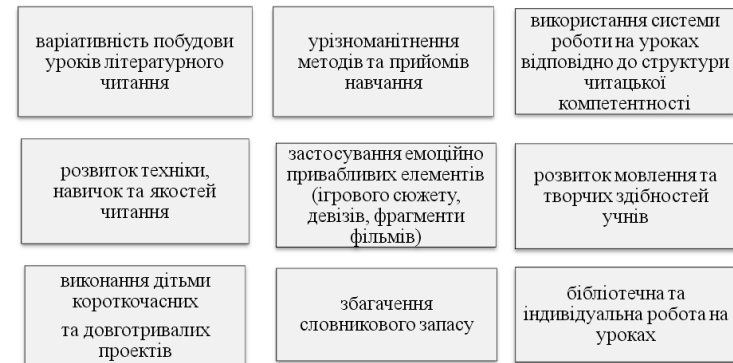 варіативність побудови
уроків літературного
читання
урізноманітнення
методів та прийомів
навчання
використання системи
роботи на уроках
відповідно до структури
читацької
компетентності
розвиток техніки,
навичок та якостей
читання
застосування емоційно
привабливих елементів
(ігрового сюжету,
девізів, фрагменти
фільмів)
розвиток мовлення та
творчих здібностей
учнів
виконання дітьми
короткочасних
та довготривалих
проектів
збагачення
словникового запасу
бібліотечна та
індивідуальна робота на
уроках